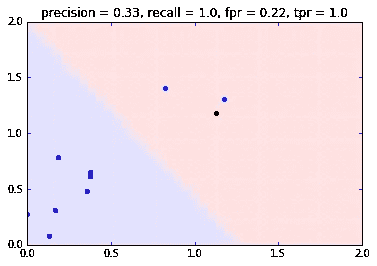 precision = 0.33, recall = 1.0, fpr = 0.22, tpr = 1.0
2.0
1.5
1.0
0.5
0.0
0.0 0.5 1.0 1.5 2.0